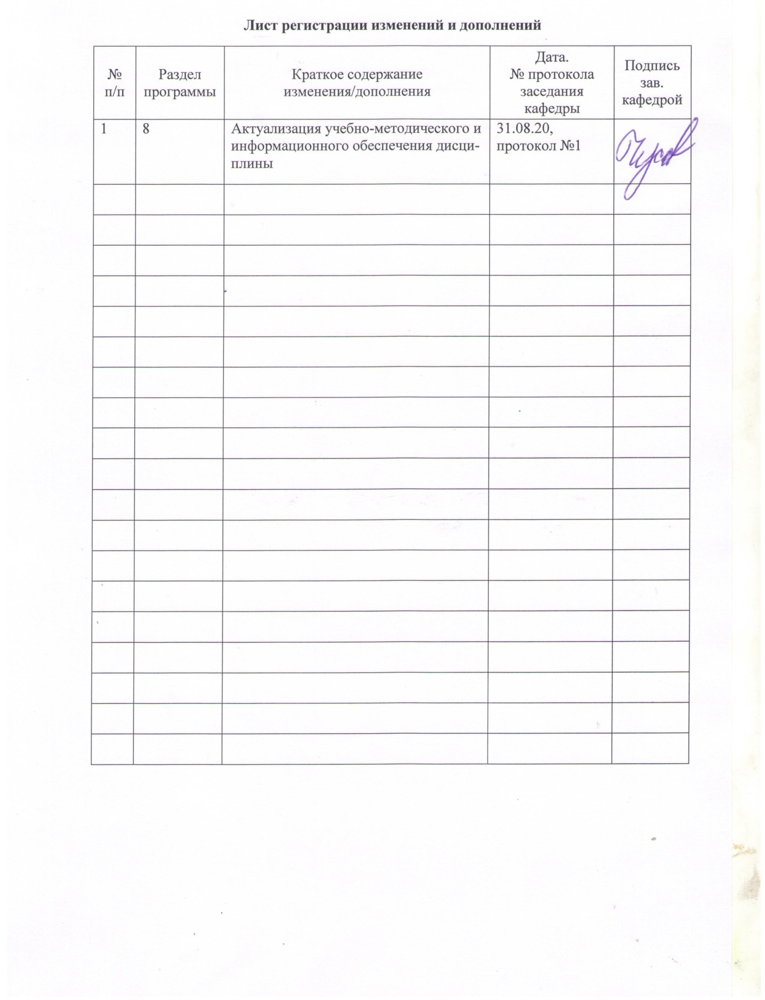 Лист регистрации изменений и дополнений
№
п/п
Раздел
программы
Краткое содержание
изменения/дополнения
Дата.
№ протокола
заседания
кафедры
Подпись
зав.
кафедрой
1
8
Актуализация учебно-методического и
информационного обеспечения дисци-
плины
31.08.20,
протокол №1